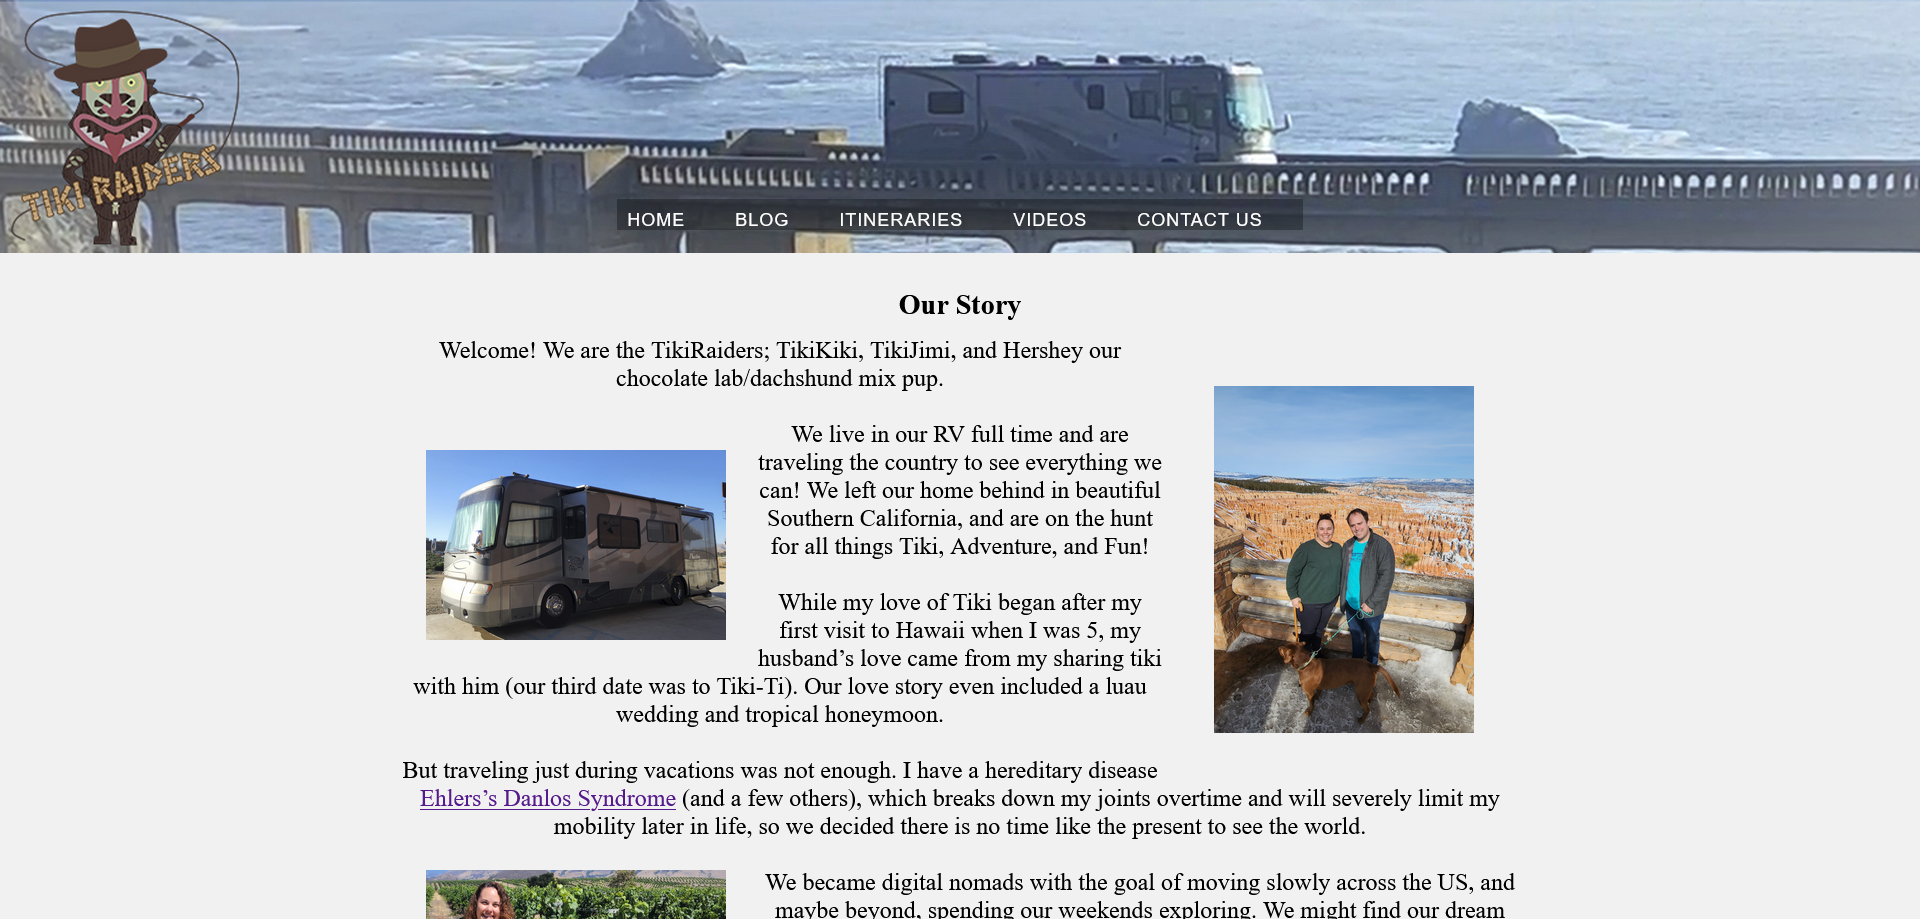 TIKI RAIDERS
HOME
BLOG
ITINERARIES
VIDEOS
CONTACT US
Our Story
Welcome! We are the TikiRaiders; TikiKiki, TikiJimi, and Hershey our
chocolate lab/dachshund mix pup.
We live in our RV full time and are
traveling the country to see everything we
can! We left our home behind in beautiful
Southern California, and are on the hunt
for all things Tiki, Adventure, and Fun!
While my love of Tiki began after my
first visit to Hawaii when I was 5, my
husband’s love came from my sharing tiki
with him (our third date was to Tiki-Ti). Our love story even included a luau
wedding and tropical honeymoon.
But traveling just during vacations was not enough. I have a hereditary disease
Ehlers’s Danlos Syndrome (and a few others), which breaks down my joints overtime and will severely limit my
mobility later in life, so we decided there is no time like the present to see the world.
We became digital nomads with the goal of moving slowly across the US, and
maybe beyond, spending our weekends exploring. We might find our dream